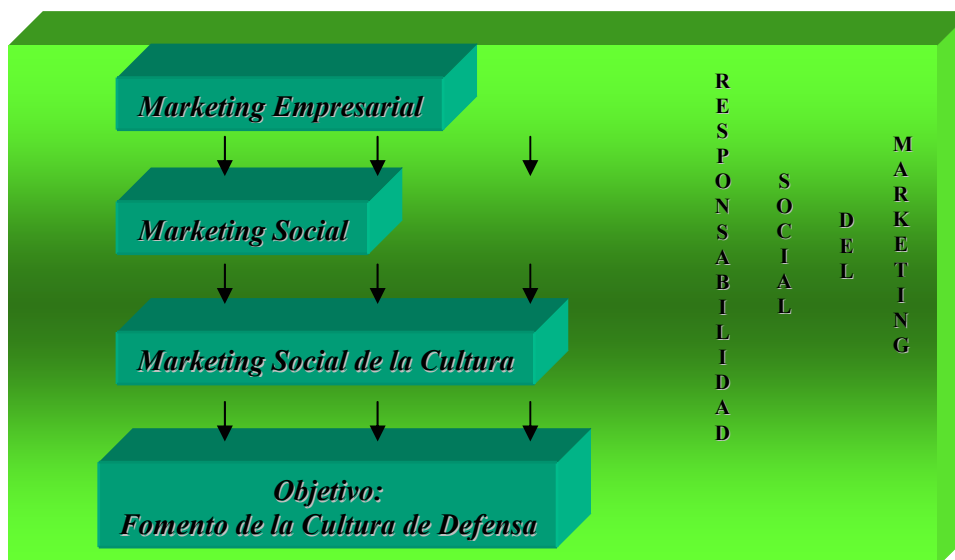 Marketing Empresarial
Marketing Social
Marketing Social de la Cultura
Objetivo:
Fomento de la Cultura de Defensa
RESPONSABILIDAD
SOCIAL
DEL
MARKETING